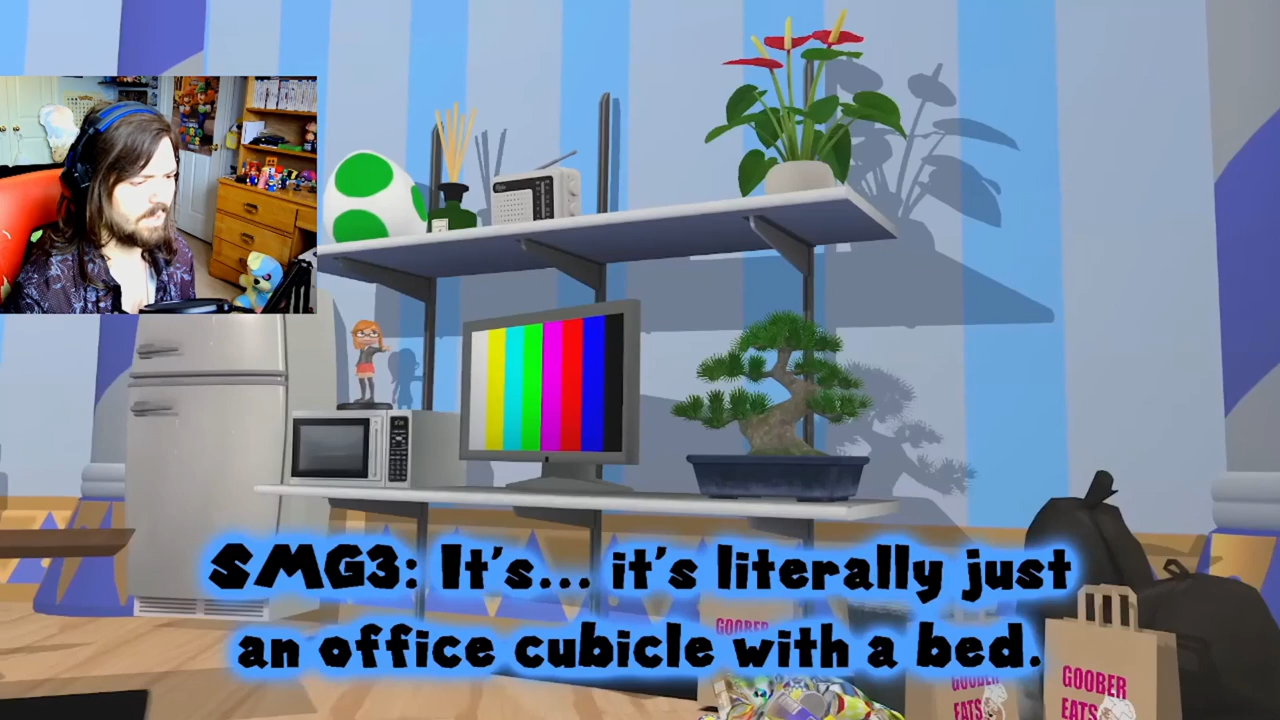 SMG3: It's... it's literally just
an office cubicle with a bed.
GOOBER
GOOBER
EATS
GOOBER
EATS